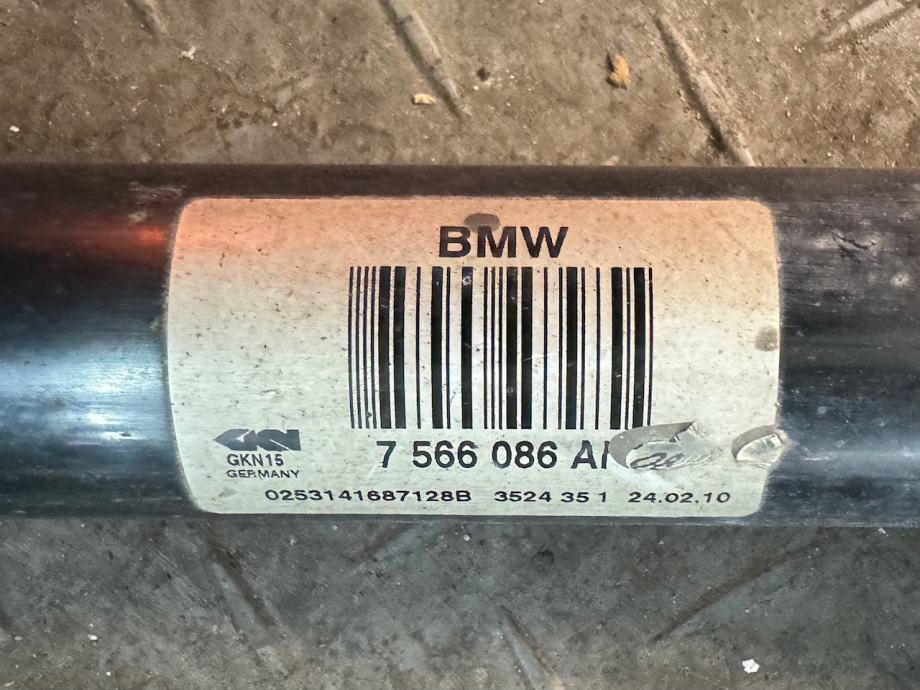 BMW
GKN
7 566 086
GKN15
GERMANY
0253141687128B 3524 35 1 24.02.10